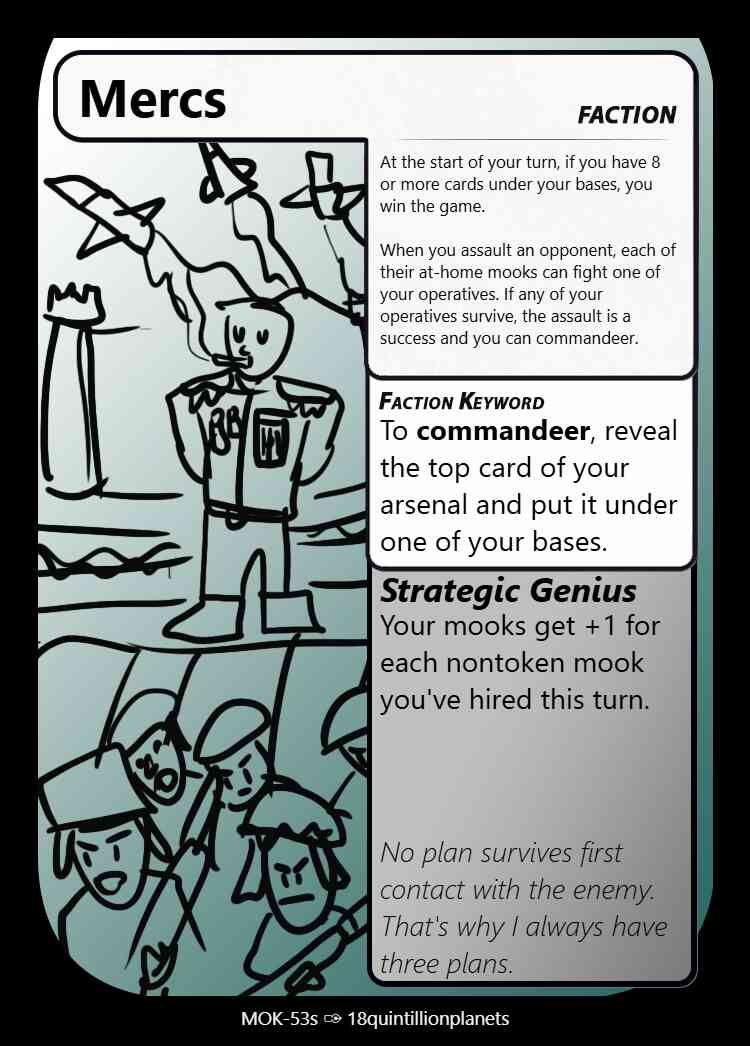 Mercs
FACTION
At the start of your turn, if you have 8
or more cards under your bases, you
win the game.
When you assault an opponent, each of
their at-home mooks can fight one of
your operatives. If any of your
operatives survive, the assault is a
success and you can commandeer.
Faction Keyword
To commandeer, reveal
the top card of your
arsenal and put it under
one of your bases.
Strategic Genius
Your mooks get +1 for
each nontoken mook
you've hired this turn.
No plan survives first
contact with the enemy.
That's why I always have
three plans.
MOK-53s ✑ 18quintillionplanets